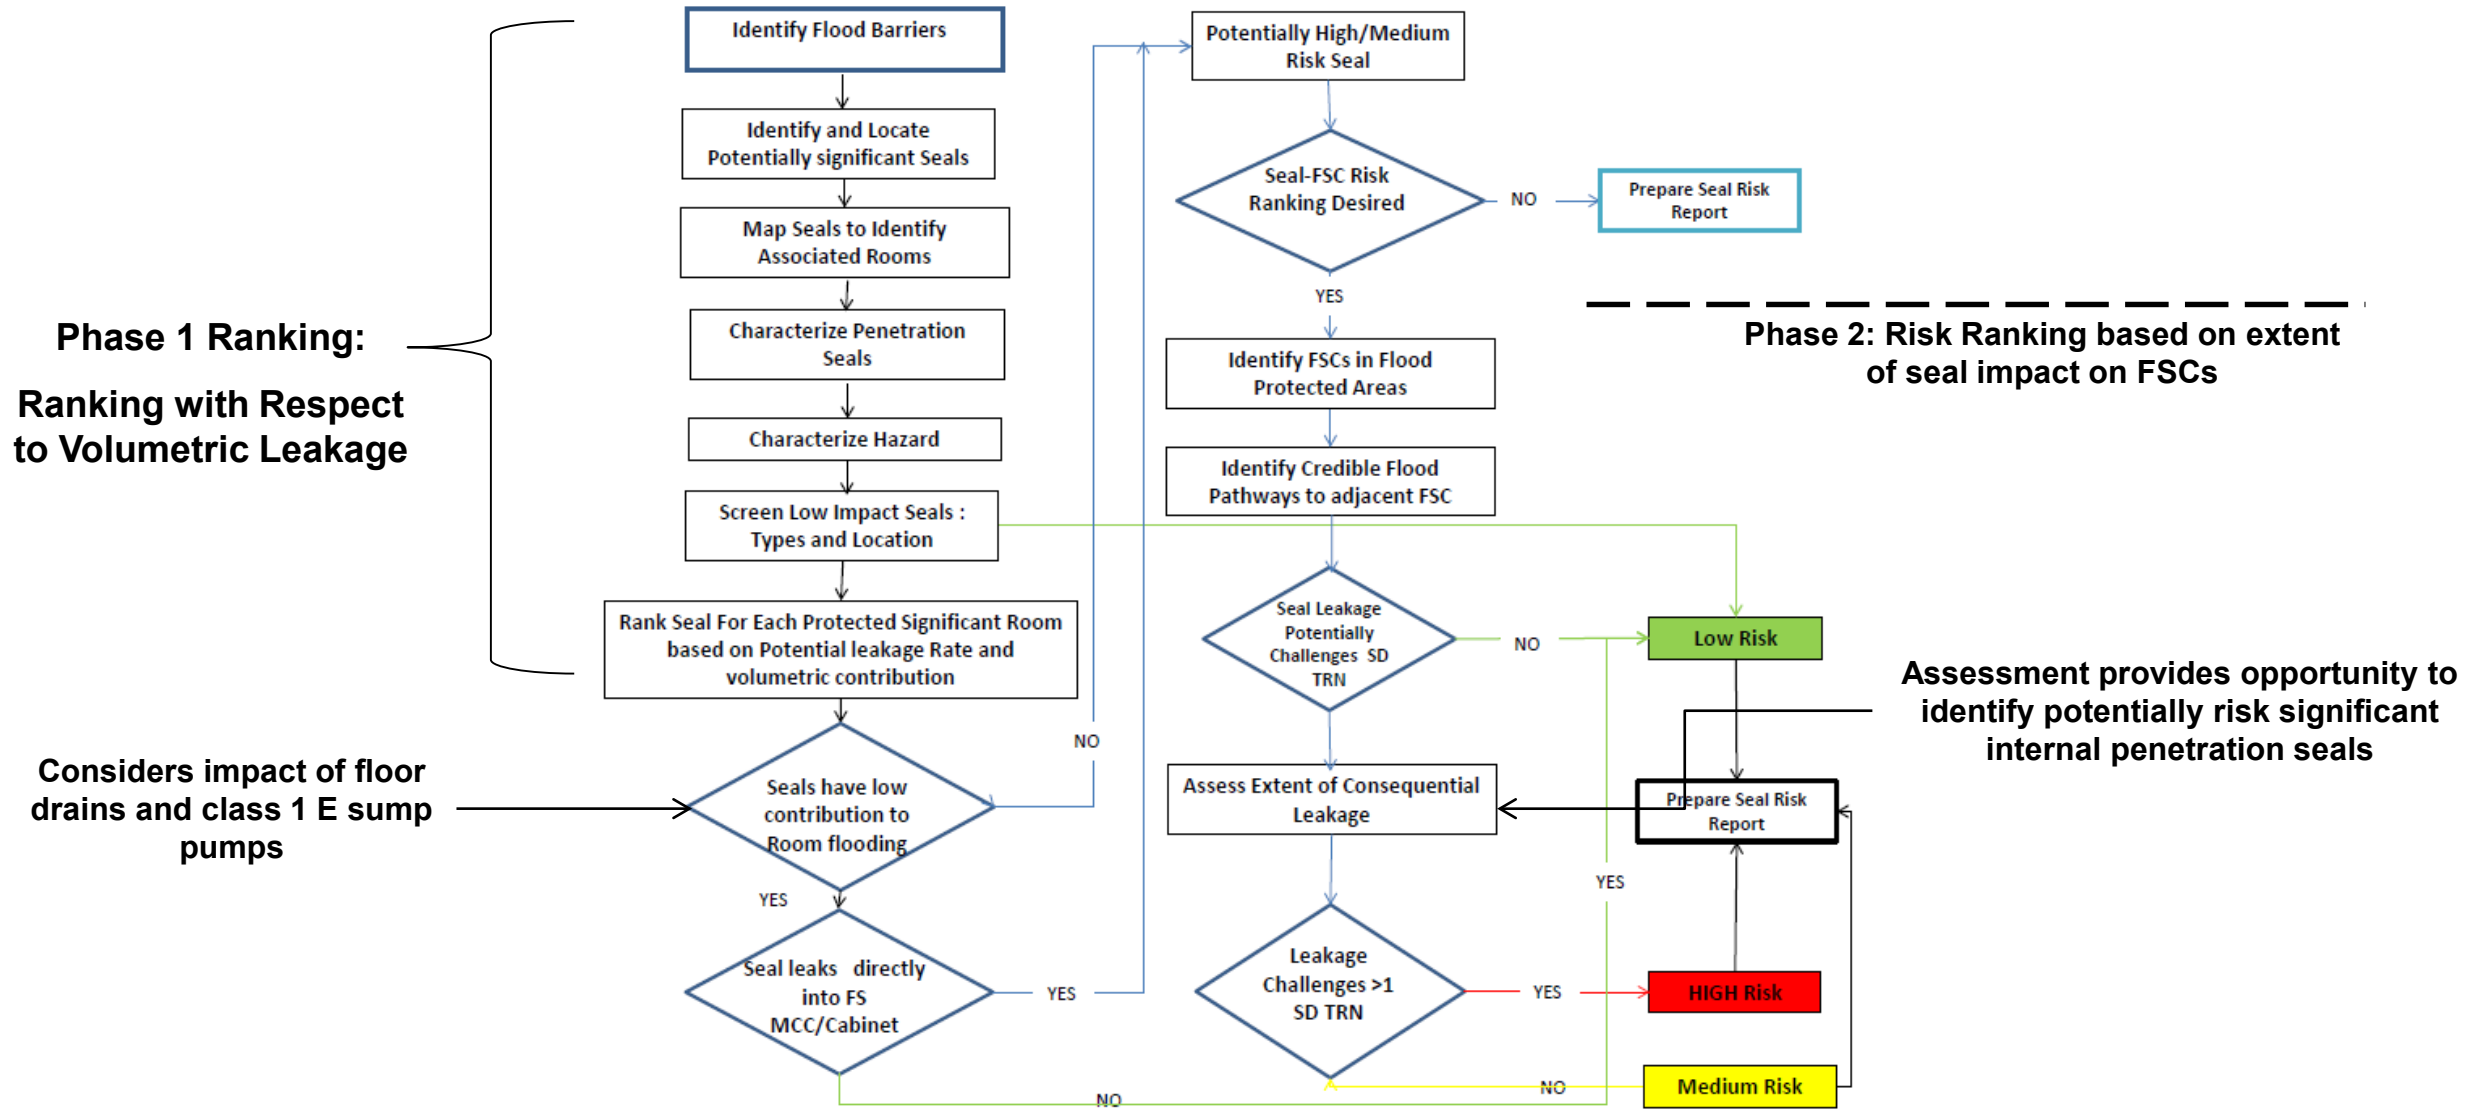 Phase 1 Ranking:
Ranking with Respect
to Volumetric Leakage
Considers impact of floor
drains and class 1 E sump
pumps
Identify Flood Barriers
Identify and Locate
Potentially significant Seals
Map Seals to Identify
Associated Rooms
Characterize Penetration
Seals
Characterize Hazard
Screen Low Impact Seals :
Types and Location
Rank Seal For Each Protected Significant Room
based on Potential leakage Rate and
volumetric contribution
Seals have low
contribution to
Room flooding
NO
YES
Seal leaks directly
into FS
MCC/Cabinet
YES
NO
Potentially High/Medium
Risk Seal
Seal-FSC Risk
Ranking Desired
NO
Prepare Seal Risk
Report
YES
Identify FSCs in Flood
Protected Areas
Identify Credible Flood
Pathways to adjacent FSC
Seal Leakage
Potentially
Challenges SD
TRN
NO
Low Risk
Assess Extent of Consequential
Leakage
Prepare Seal Risk
Report
YES
Leakage
Challenges >1
SD TRN
YES
HIGH Risk
NO
Medium Risk
Phase 2: Risk Ranking based on extent
of seal impact on FSCs
Assessment provides opportunity to
identify potentially risk significant
internal penetration seals